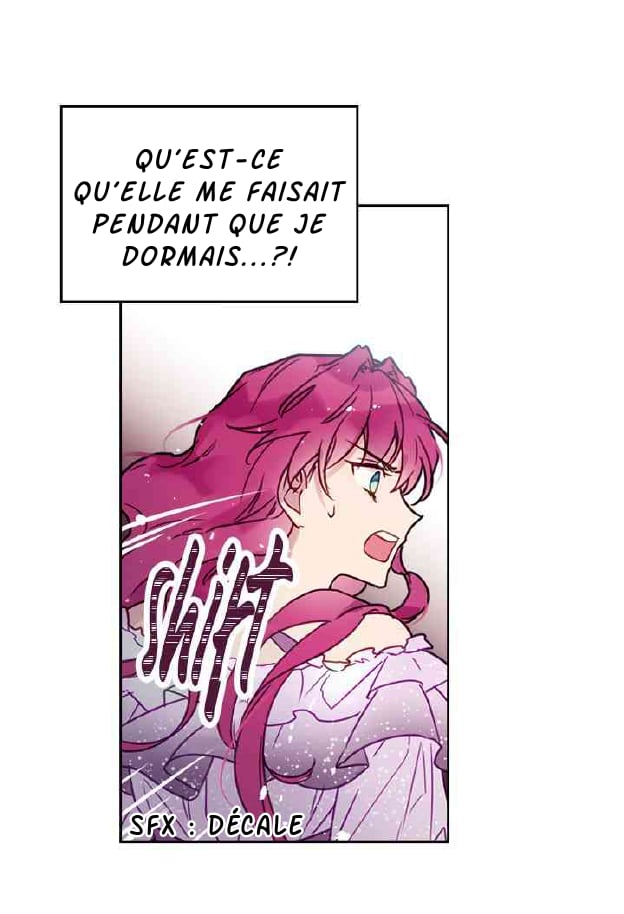 QU'EST-CE
QU'ELLE ME FAISAIT
PENDANT QUE JE
DORMAIS...?!
SHIFT
SFX : DÉCALE